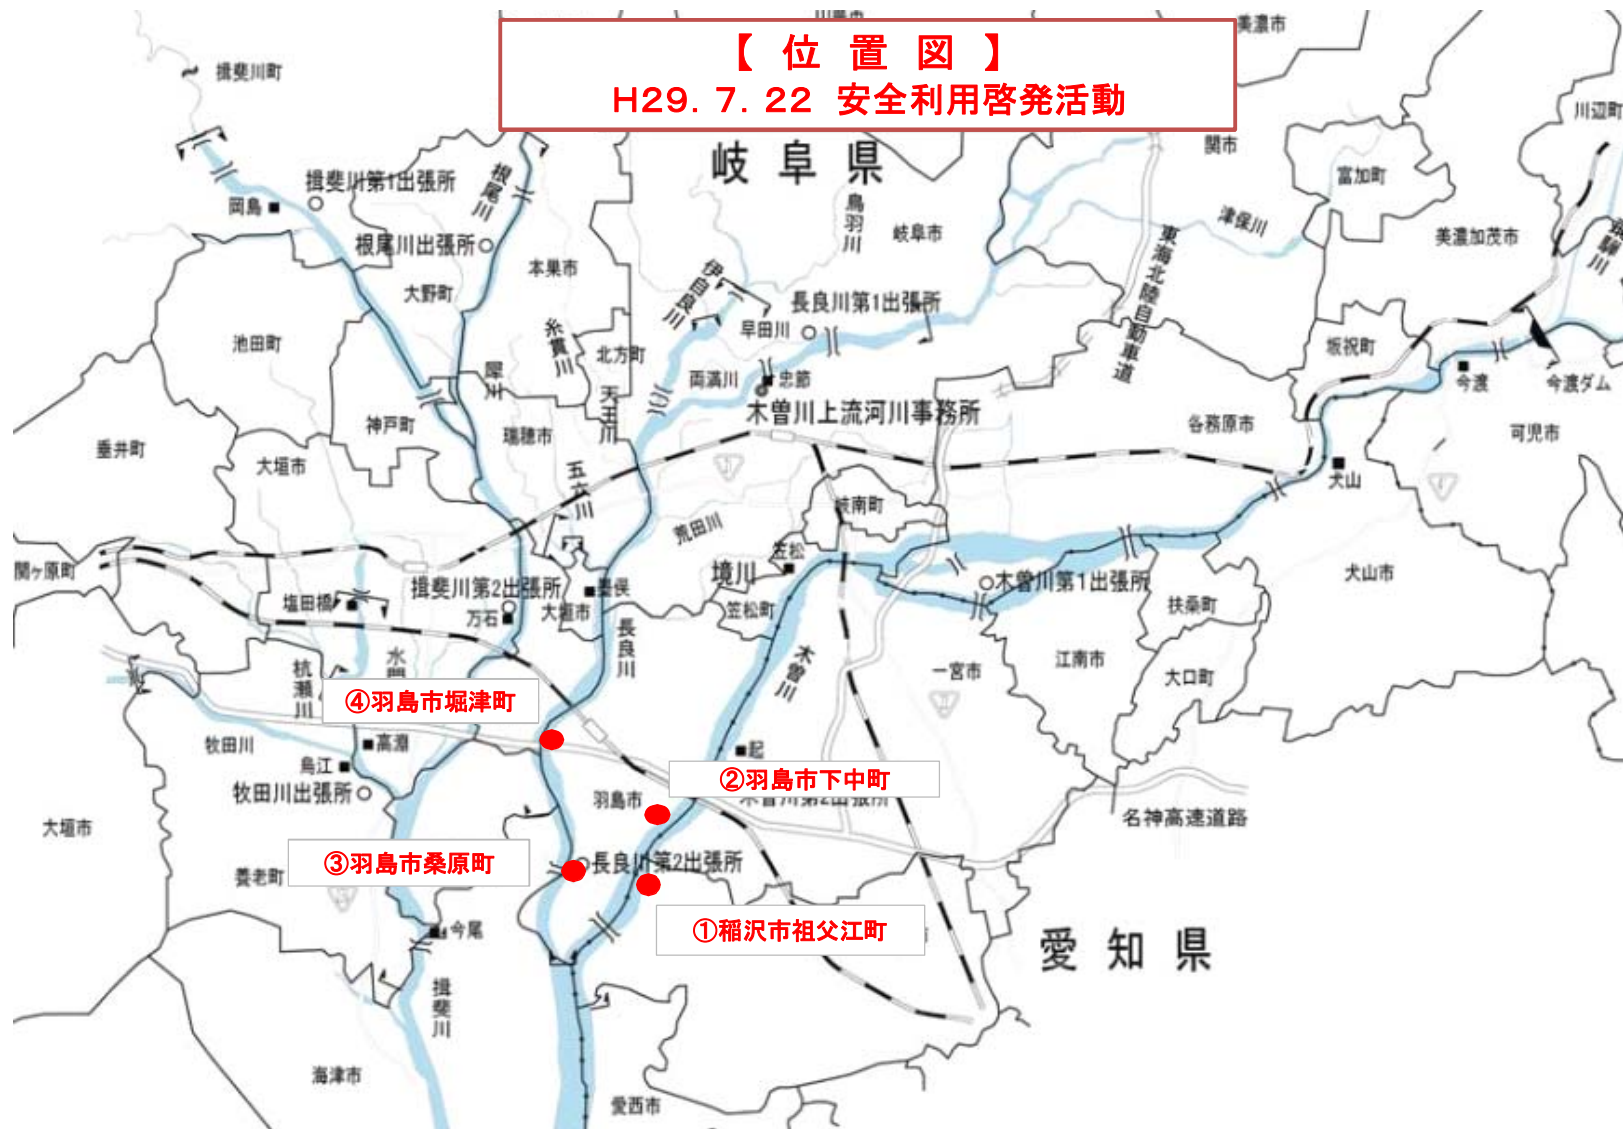 【 位 置 図 】
H29. 7. 22 安全利用啓発活動
美濃市
揖斐川町
川辺町
関市
岐 阜 県
富加町
揖斐川第1出張所
根尾川
岡島
鳥羽川
津保川
岐阜市
美濃加茂市
根尾川出張所
本巣市
東海北陸自動車道
大野町
伊自良川
長良川第1出張所
早田川
糸貫川
池田町
北方町
坂祝町
両満川
忠節
今渡
今渡ダム
天王川
木曽川上流河川事務所
神戸町
瑞穂市
各務原市
可児市
垂井町
大垣市
五六川
犬山
岐南町
荒田川
笠松
境川
関ヶ原町
揖斐川第2出張所
木曽川第1出張所
犬山市
塩田橋
万石
大垣市
墨俣
笠松町
扶桑町
長良川
木曽川
杭瀬川
一宮市
江南市
大口町
④羽島市堀津町
牧田川
高淵
起
烏江
②羽島市下中町
牧田川出張所
羽島市
木曽川第2出張所
名神高速道路
大垣市
③羽島市桑原町
長良川第2出張所
養老町
今尾
①稲沢市祖父江町
愛 知 県
揖斐川
海津市
愛西市